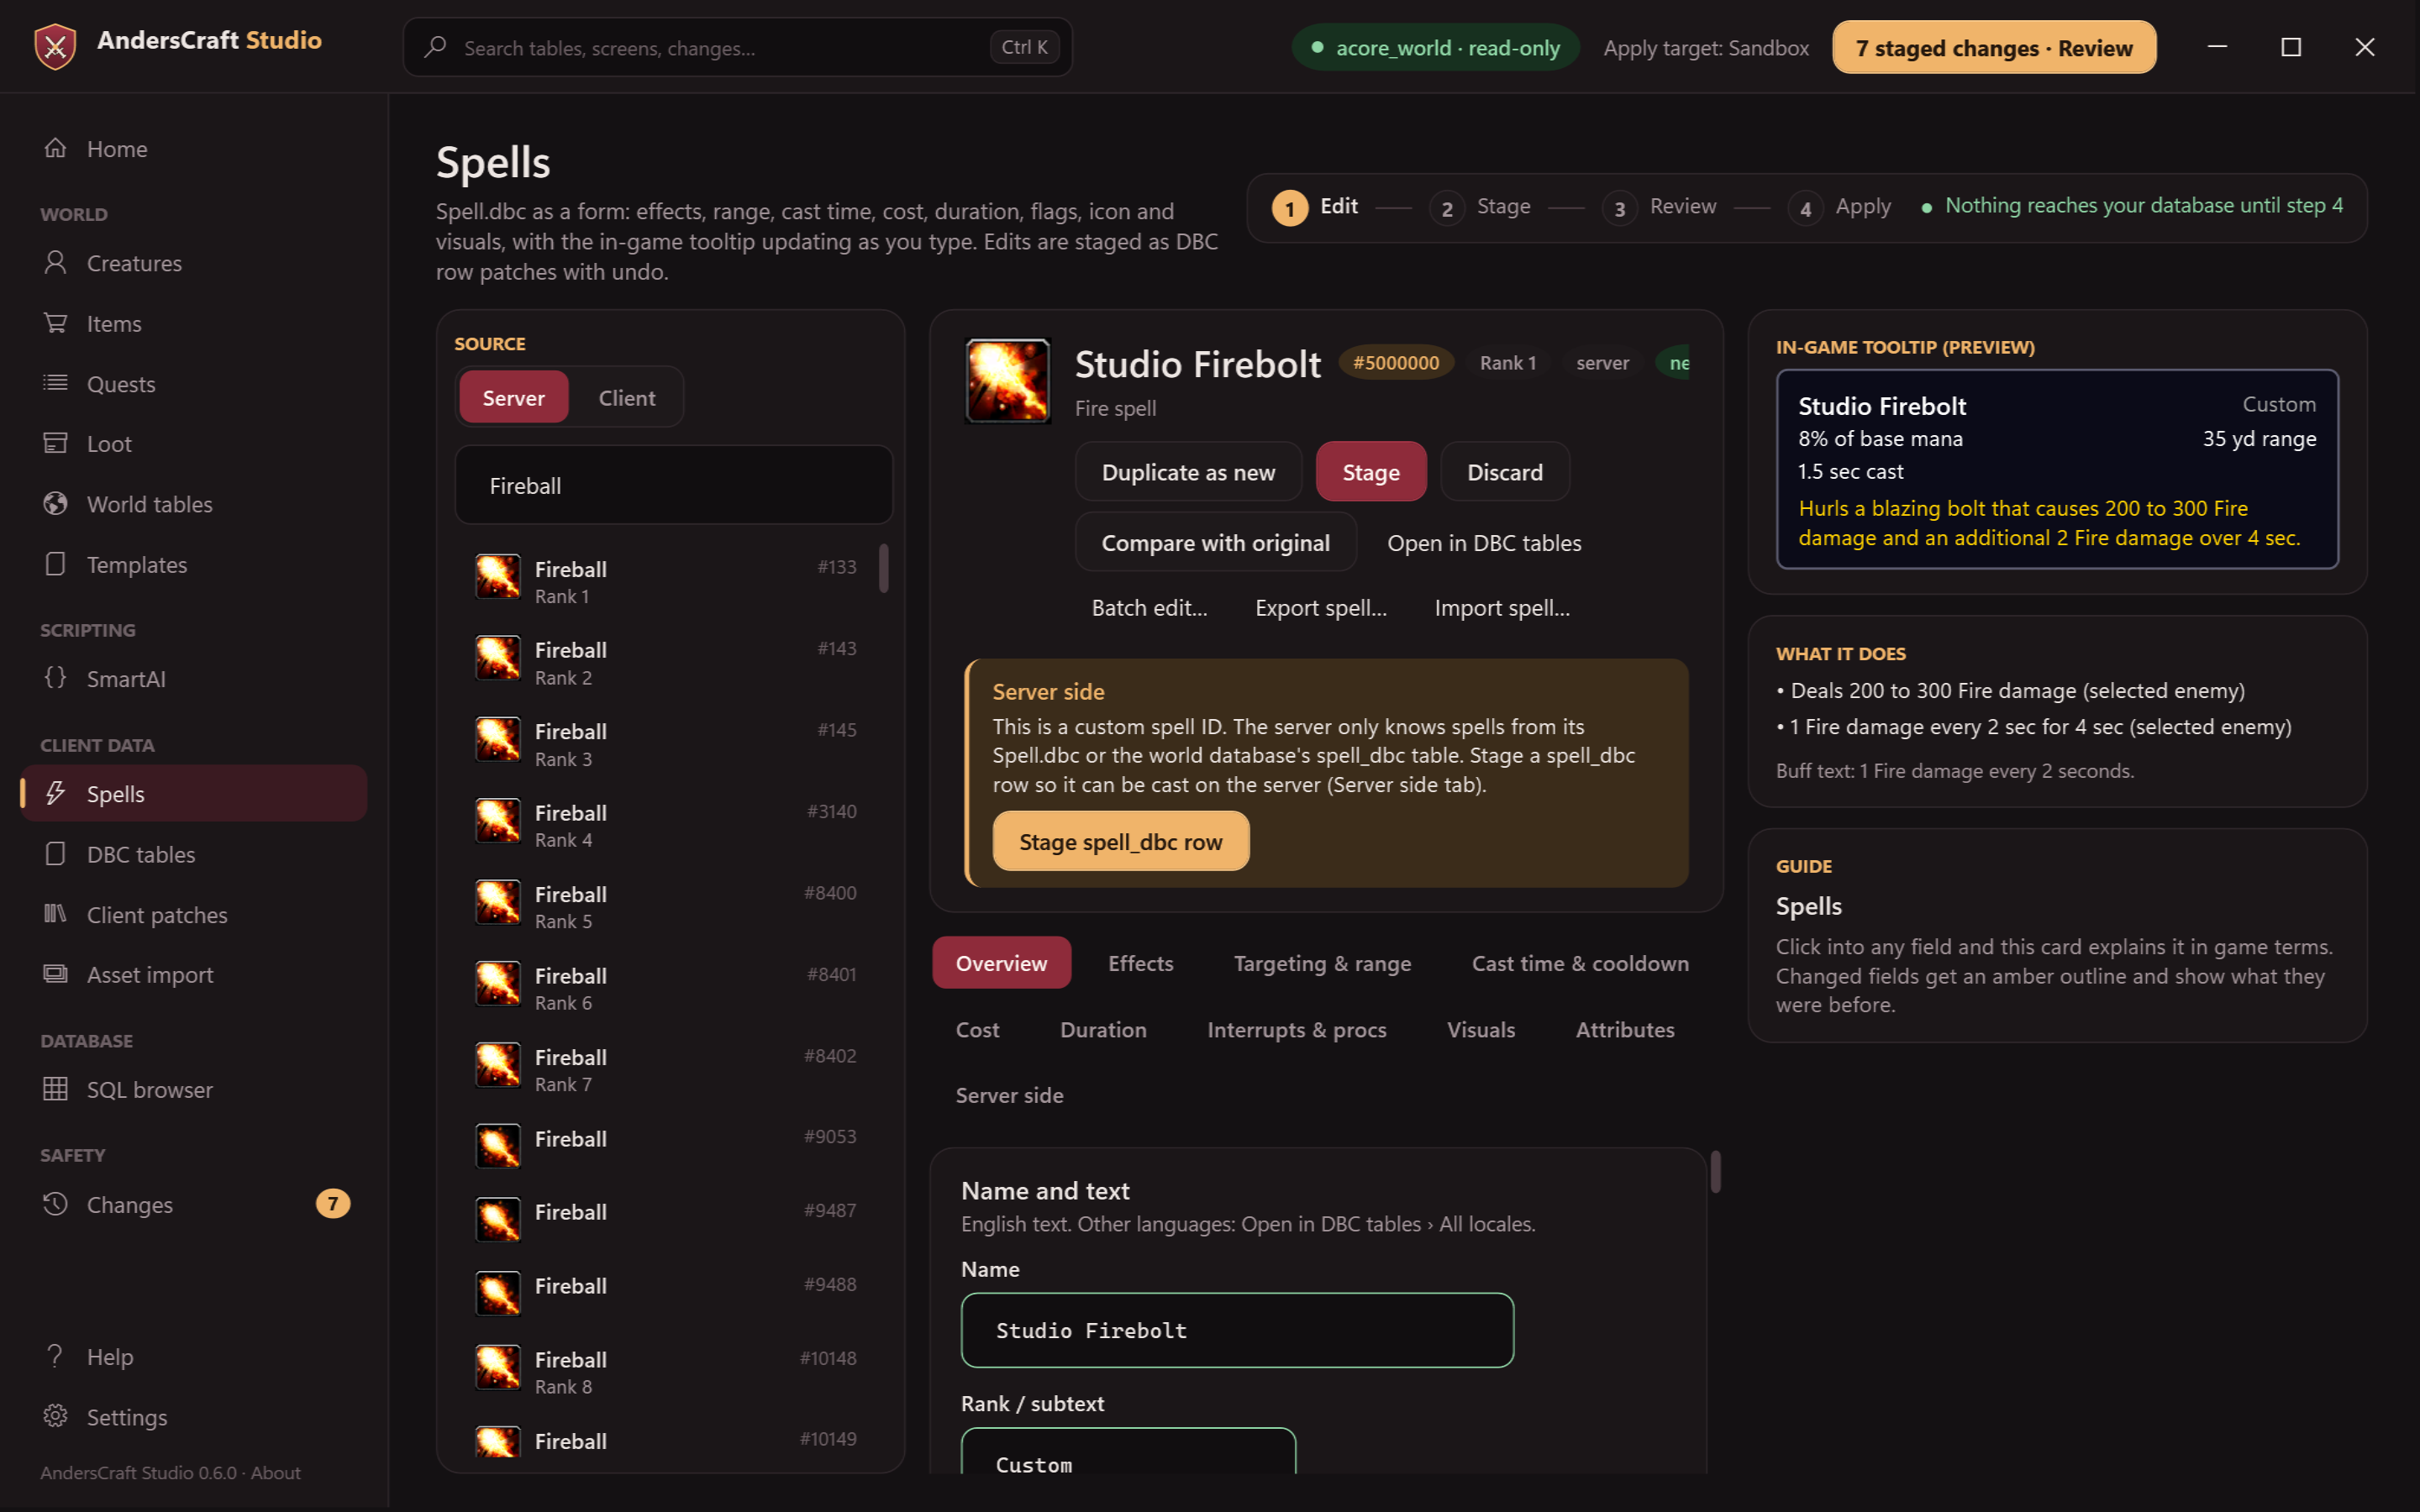 AndersCraft Studio
Search tables, screens, changes...
Ctrl K
acore_world · read-only
Apply target: Sandbox
7 staged changes · Review
Home
WORLD
Creatures
Items
Quests
Loot
World tables
Templates
SCRIPTING
SmartAI
CLIENT DATA
Spells
DBC tables
Client patches
Asset import
DATABASE
SQL browser
SAFETY
Changes
7
Help
Settings
AndersCraft Studio 0.6.0 · About
Spells
Spell.dbc as a form: effects, range, cast time, cost, duration, flags, icon and
visuals, with the in-game tooltip updating as you type. Edits are staged as DBC
row patches with undo.
1 Edit
2 Stage
3 Review
4 Apply
Nothing reaches your database until step 4
SOURCE
Server
Client
Fireball
Fireball #133
Rank 1
Fireball #143
Rank 2
Fireball #145
Rank 3
Fireball #3140
Rank 4
Fireball #8400
Rank 5
Fireball #8401
Rank 6
Fireball #8402
Rank 7
Fireball #9053
Fireball #9487
Fireball #9488
Fireball #10148
Rank 8
Fireball #10149
Studio Firebolt
#5000000
Rank 1
server
ne
Fire spell
Duplicate as new
Stage
Discard
Compare with original
Open in DBC tables
Batch edit...
Export spell...
Import spell...
Server side
This is a custom spell ID. The server only knows spells from its
Spell.dbc or the world database's spell_dbc table. Stage a spell_dbc
row so it can be cast on the server (Server side tab).
Stage spell_dbc row
Overview
Effects
Targeting & range
Cast time & cooldown
Cost
Duration
Interrupts & procs
Visuals
Attributes
Server side
Name and text
English text. Other languages: Open in DBC tables › All locales.
Name
Studio Firebolt
Rank / subtext
Custom
IN-GAME TOOLTIP (PREVIEW)
Studio Firebolt Custom
8% of base mana 35 yd range
1.5 sec cast
Hurls a blazing bolt that causes 200 to 300 Fire
damage and an additional 2 Fire damage over 4 sec.
WHAT IT DOES
• Deals 200 to 300 Fire damage (selected enemy)
• 1 Fire damage every 2 sec for 4 sec (selected enemy)
Buff text: 1 Fire damage every 2 seconds.
GUIDE
Spells
Click into any field and this card explains it in game terms.
Changed fields get an amber outline and show what they
were before.